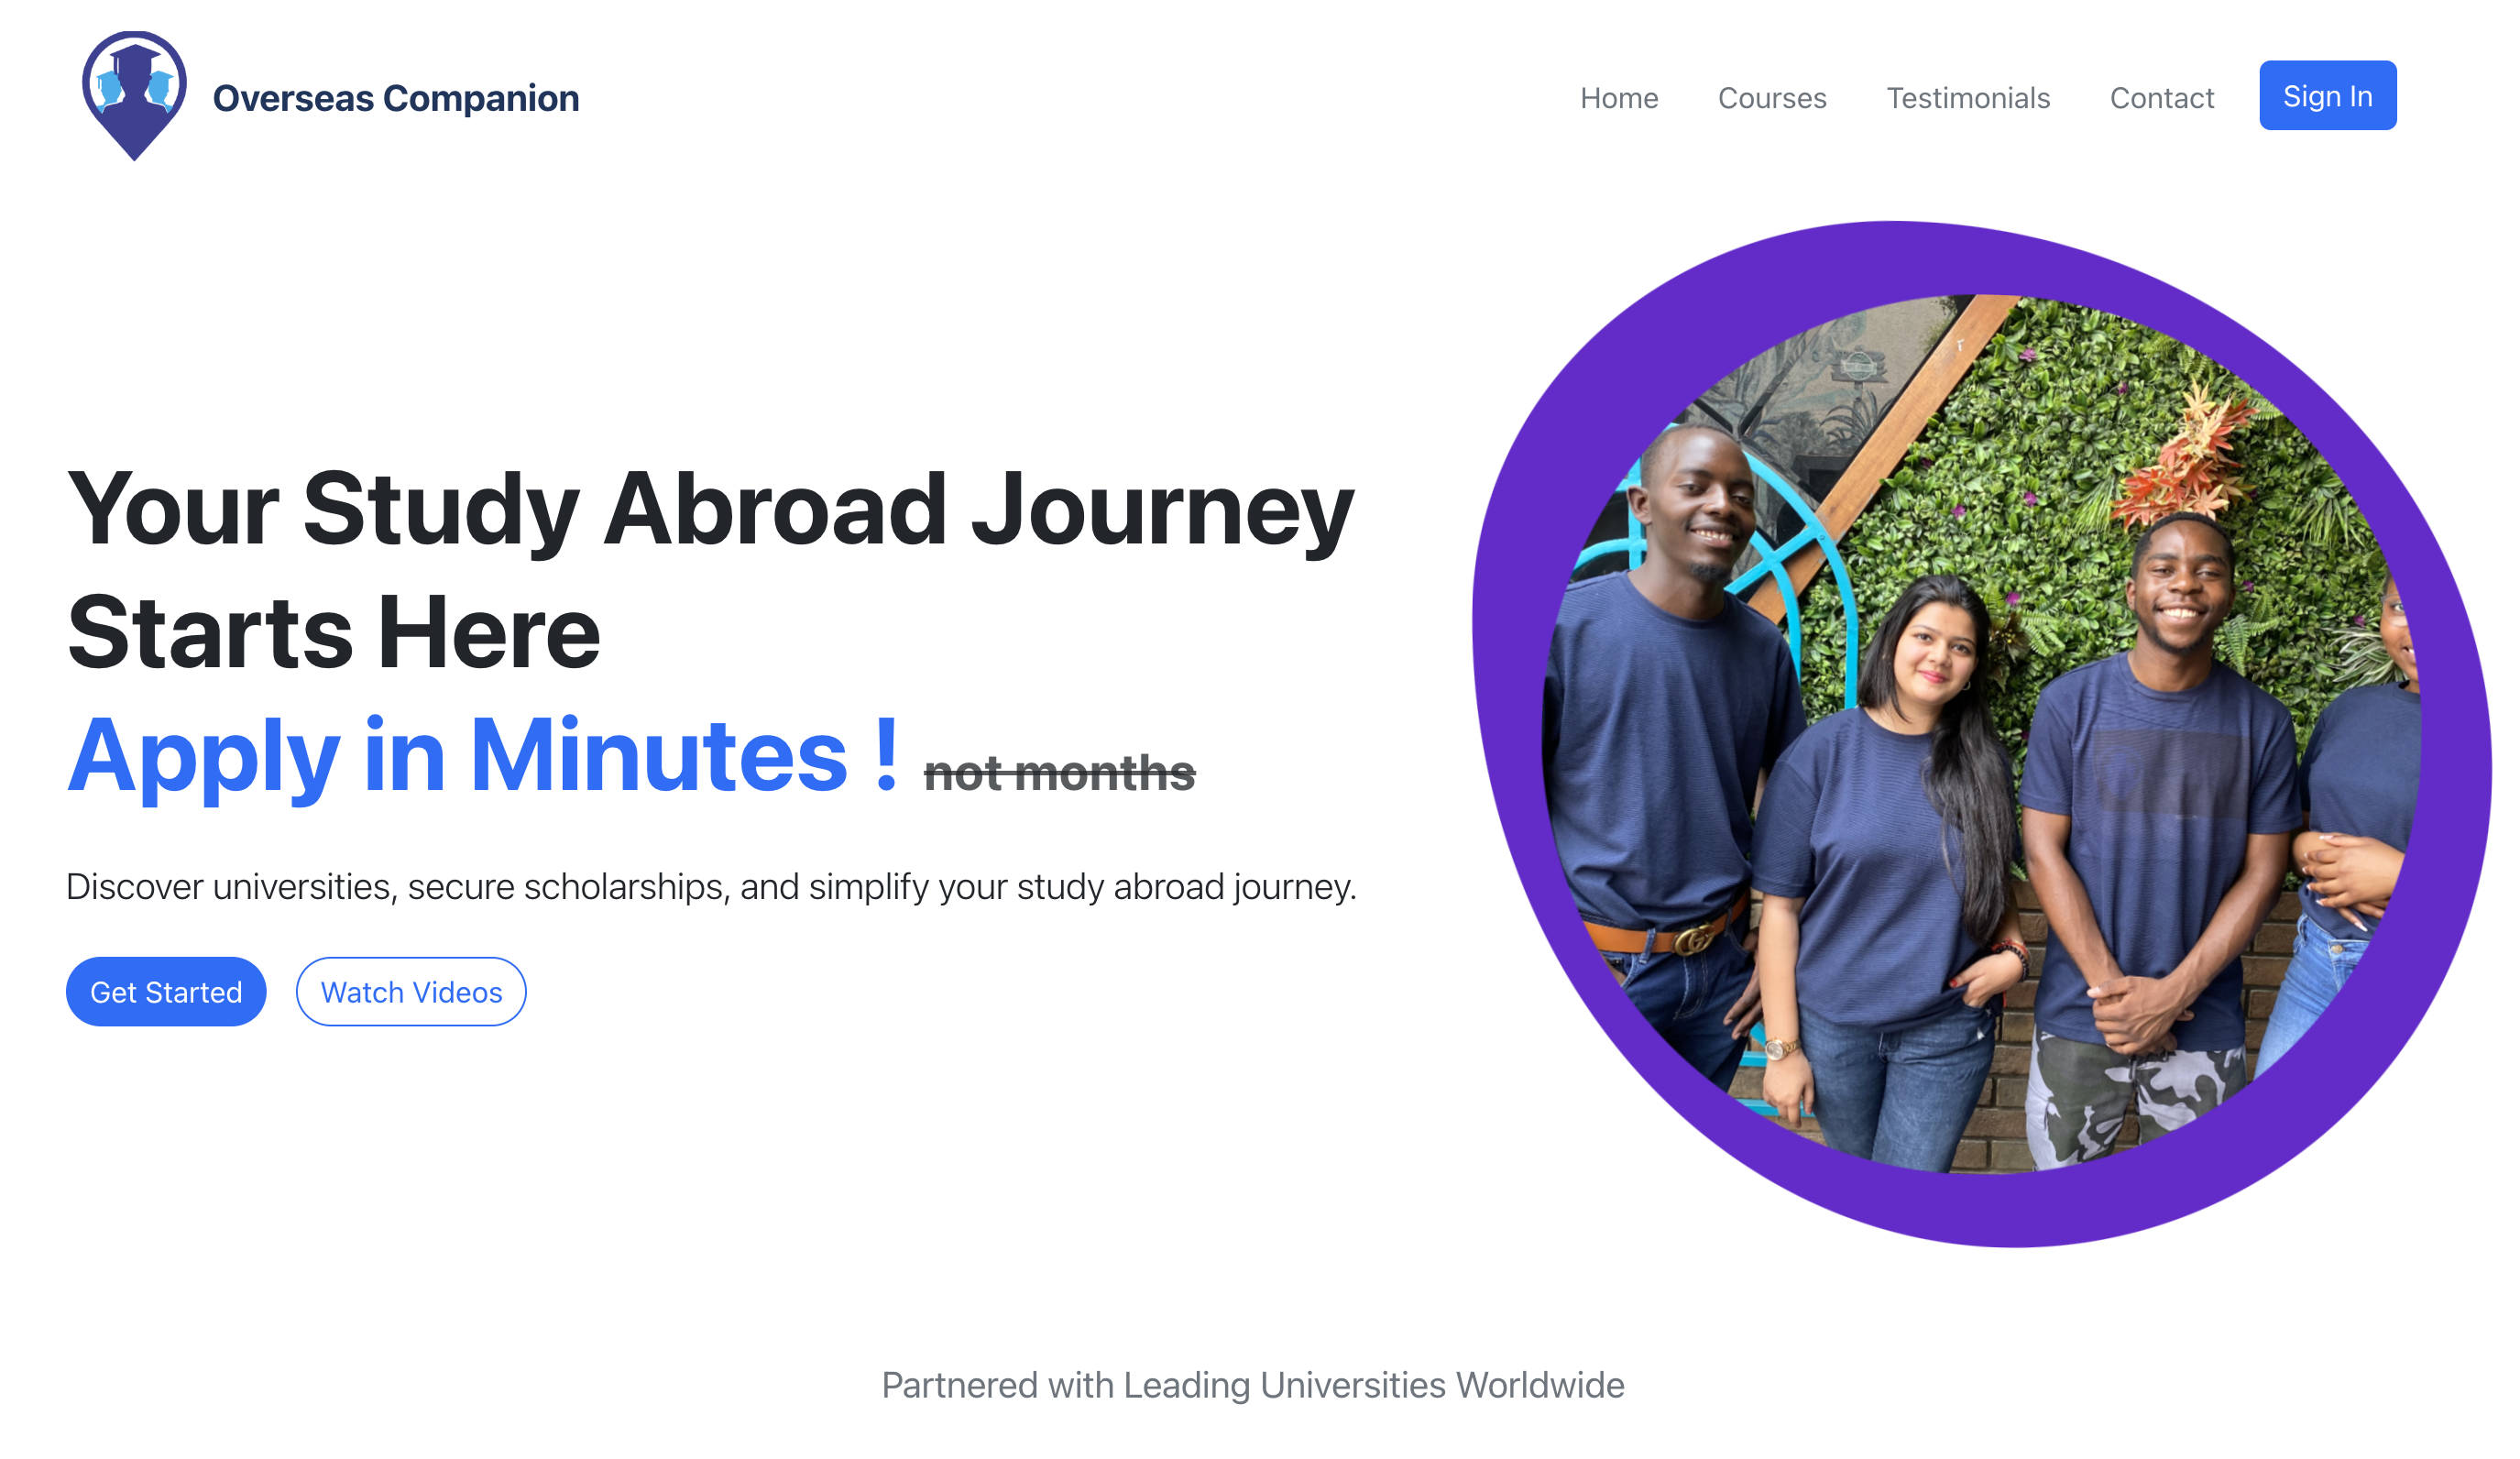 Overseas Companion
Home Courses Testimonials Contact Sign In
Your Study Abroad Journey
Starts Here
Apply in Minutes ! not months
Discover universities, secure scholarships, and simplify your study abroad journey.
Get Started Watch Videos
Partnered with Leading Universities Worldwide